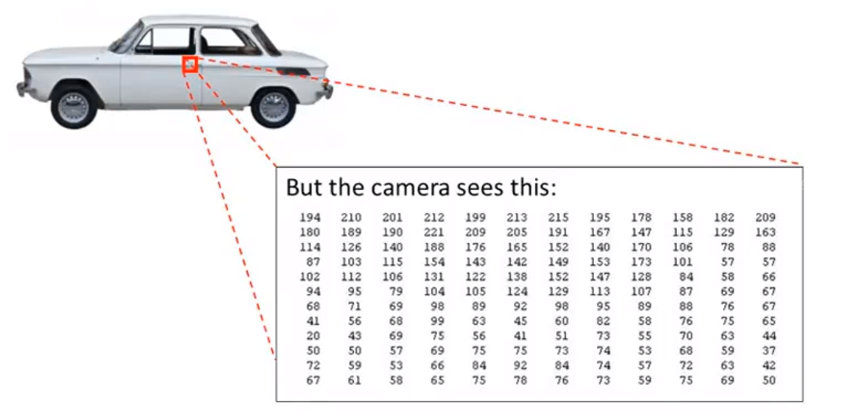 But the camera sees this:
194 210 201 212 199 213 215 195 178 158 182 209
180 189 190 221 209 205 191 167 147 115 129 163
114 126 140 188 176 165 152 140 170 106 78 88
87 103 115 154 143 142 149 153 173 101 57 57
102 112 106 131 122 138 152 147 128 84 58 66
94 95 79 104 105 124 129 113 107 87 69 67
68 71 69 98 89 92 98 95 89 88 76 67
41 56 68 99 63 45 60 82 58 76 75 65
20 43 69 75 56 41 51 73 55 70 63 44
50 50 57 69 75 75 73 74 53 68 59 37
72 59 53 66 84 92 84 74 57 72 63 42
67 61 58 65 75 78 76 73 59 75 69 50